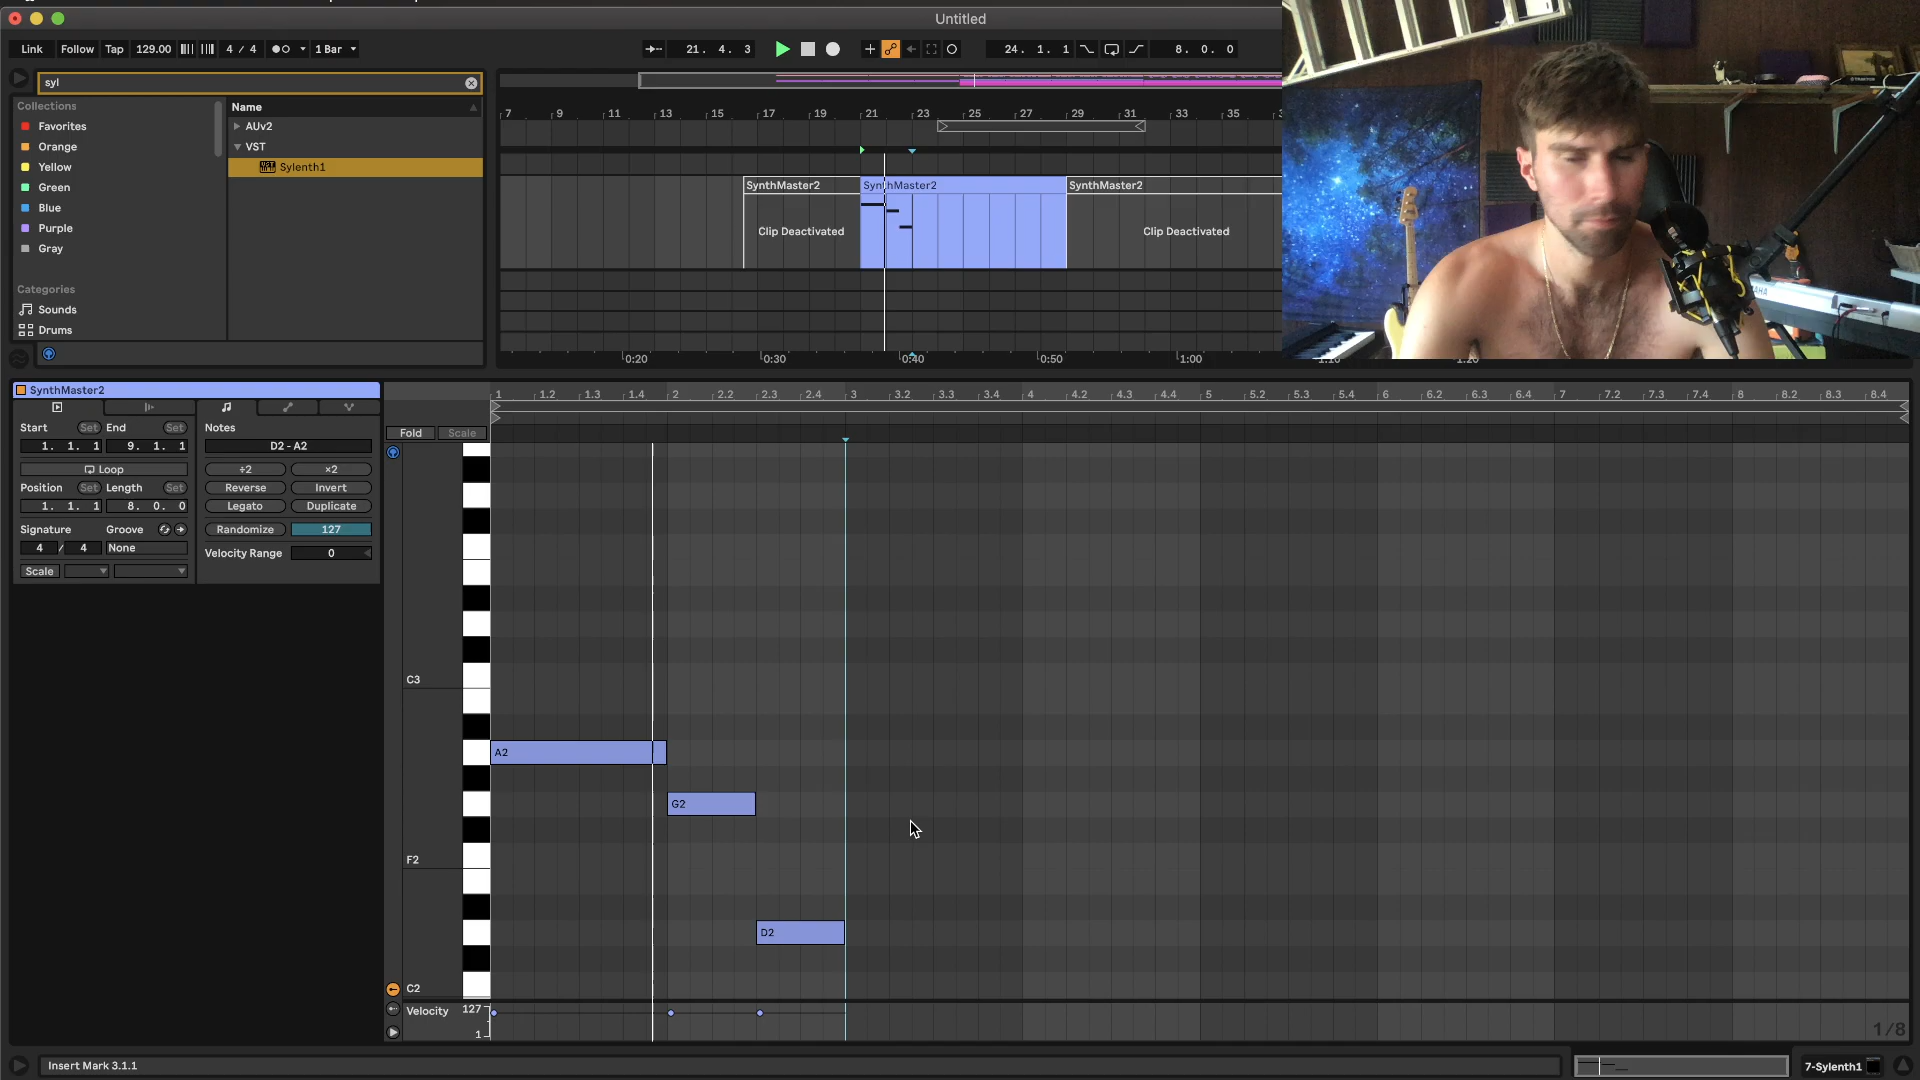 Untitled
Link Follow Tap 129.00 4 / 4 1 Bar
21. 4. 3
24. 1. 1
8. 0. 0
syl
Collections
Favorites
Orange
Yellow
Green
Blue
Purple
Gray
Categories
Sounds
Drums
Name
AUv2
VST
Sylenth1
7 9 11 13 15 17 19 21 23 25 27 29 31 33 35
SynthMaster2 SynthMaster2 SynthMaster2
Clip Deactivated Clip Deactivated
0:20 0:30 0:40 0:50 1:00
SynthMaster2
Start Set End Set
1. 1. 1 9. 1. 1
Loop
Position Set Length Set
1. 1. 1 8. 0. 0
Signature Groove
4 / 4 None
Scale
Notes
D2 - A2
÷2 ×2
Reverse Invert
Legato Duplicate
Randomize 127
Velocity Range 0
1 1.2 1.3 1.4 2 2.2 2.3 2.4 3 3.2 3.3 3.4 4 4.2 4.3 4.4 5 5.2 5.3 5.4 6 6.2 6.3 6.4 7 7.2 7.3 7.4 8 8.2 8.3 8.4
Fold Scale
C3
A2
G2
F2
D2
C2
Velocity 127
1
1/8
Insert Mark 3.1.1
7-Sylenth1